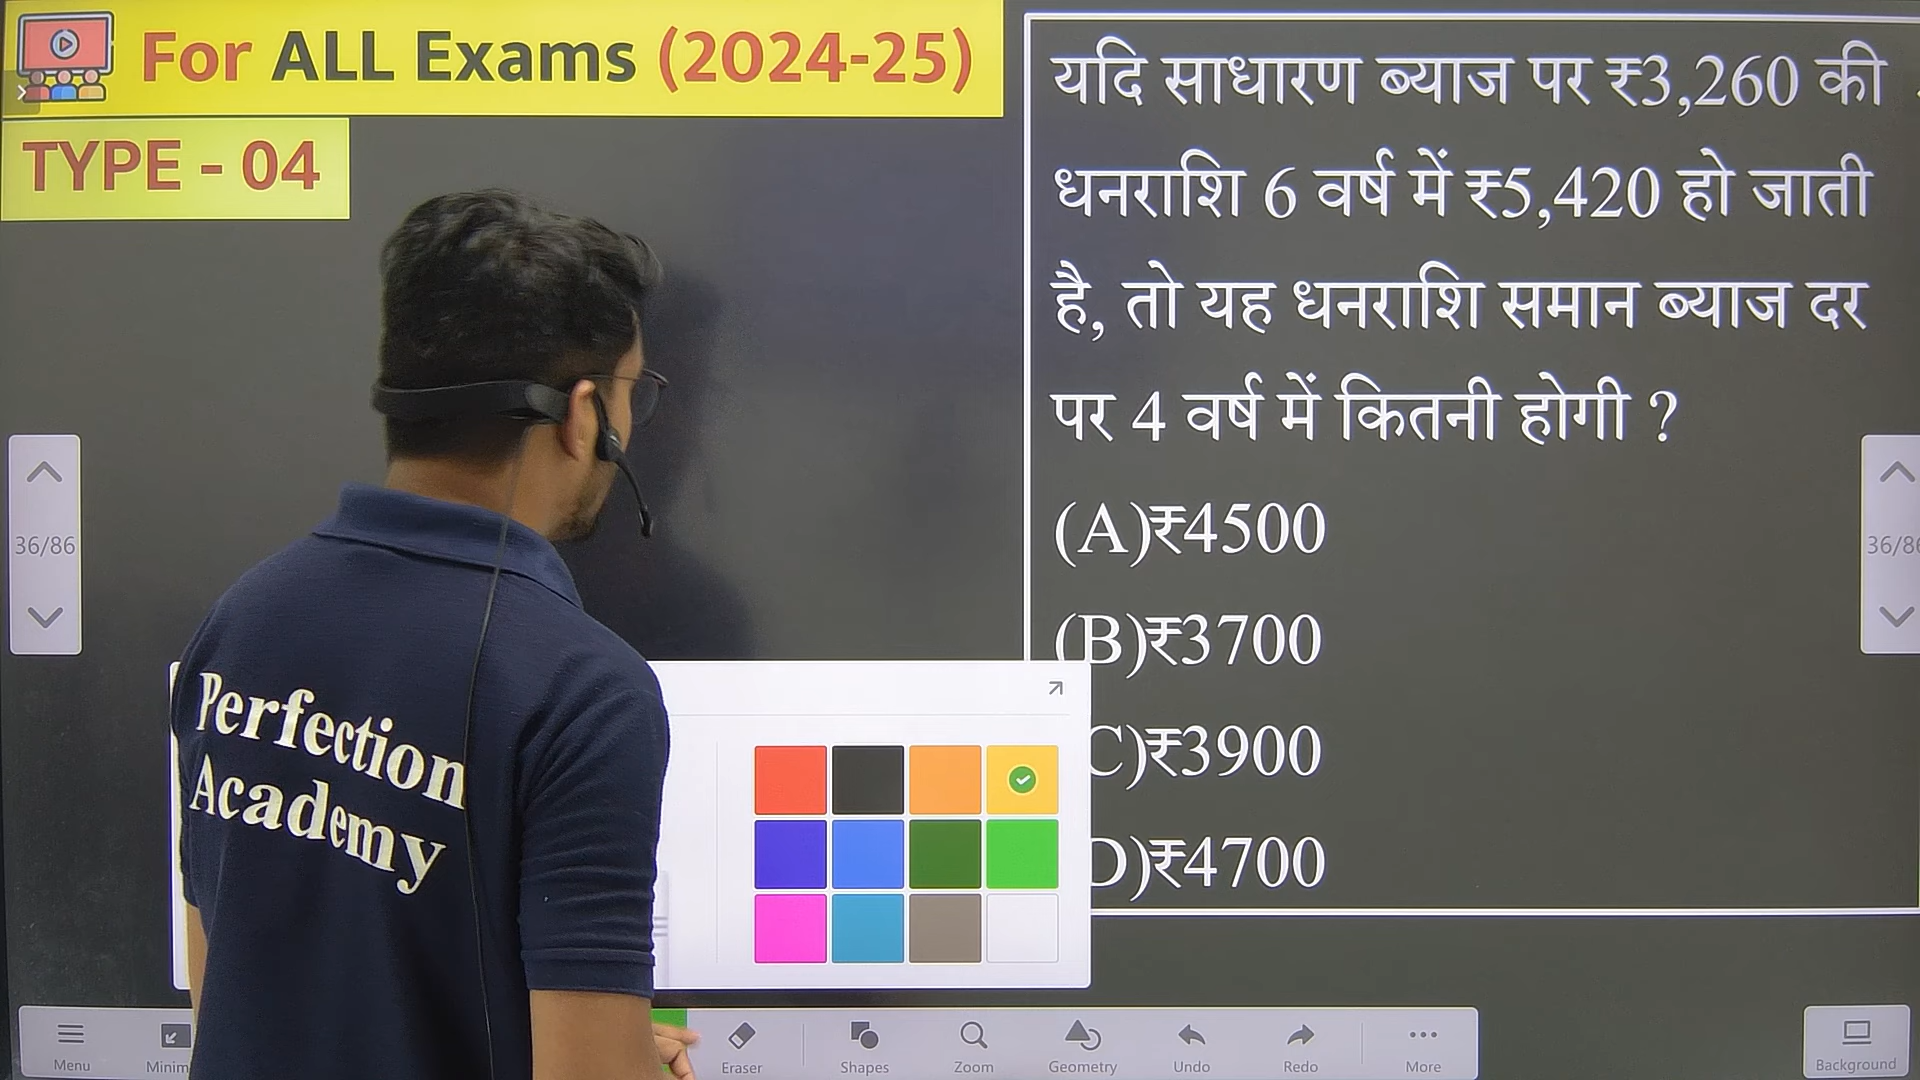 For ALL Exams (2024-25)
TYPE - 04
यदि साधारण ब्याज पर ₹3,260 की
धनराशि 6 वर्ष में ₹5,420 हो जाती
है, तो यह धनराशि समान ब्याज दर
पर 4 वर्ष में कितनी होगी ?
(A)₹4500
(B)₹3700
C)₹3900
D)₹4700
36/86
36/86
Perfection
Academy
Menu
Minim
Eraser
Shapes
Zoom
Geometry
Undo
Redo
More
Background